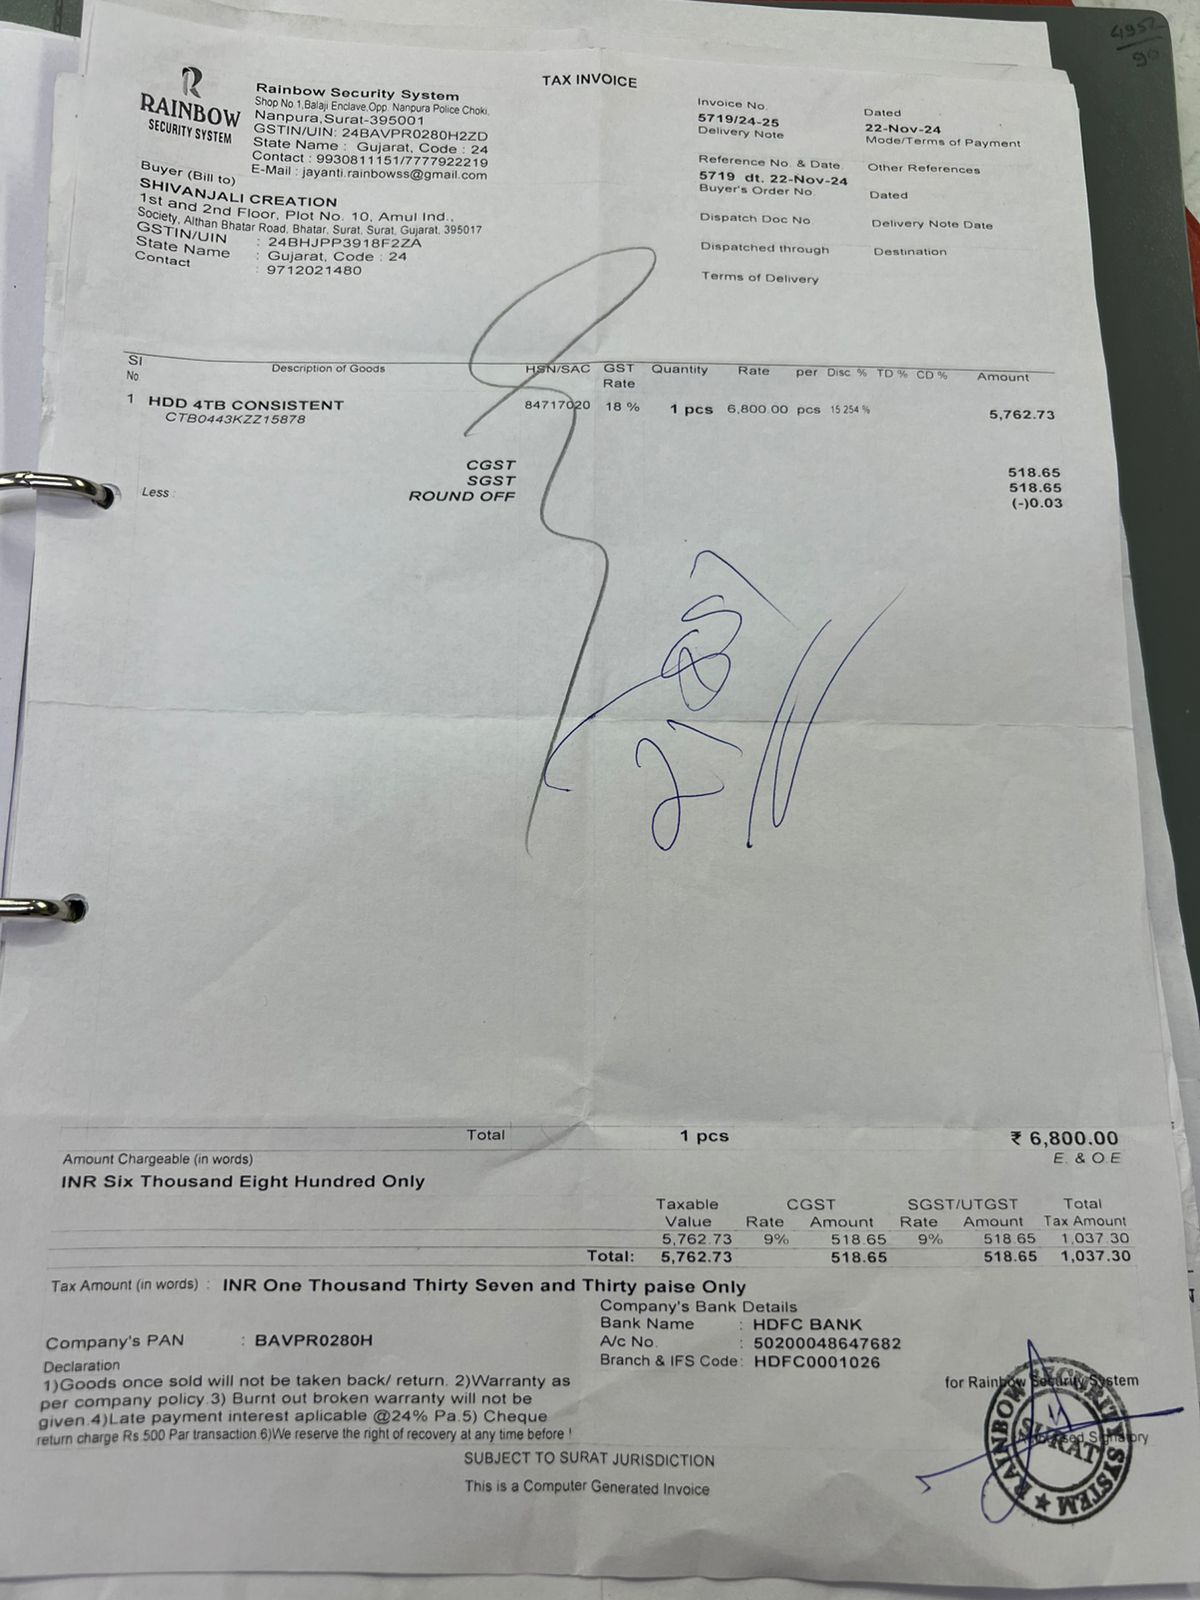 TAX INVOICE
RAINBOW
SECURITY SYSTEM
Rainbow Security System
Shop No.1,Balaji Enclave,Opp. Nanpura Police Choki,
Nanpura,Surat-395001
GSTIN/UIN: 24BAVPR0280H2ZD
State Name : Gujarat, Code : 24
Contact : 9930811151/7777922219
E-Mail : jayanti.rainbowss@gmail.com
Invoice No. Dated
5719/24-25 22-Nov-24
Delivery Note Mode/Terms of Payment
Reference No. & Date. Other References
5719 dt. 22-Nov-24
Buyer's Order No. Dated
Dispatch Doc No. Delivery Note Date
Dispatched through Destination
Terms of Delivery
Buyer (Bill to)
SHIVANJALI CREATION
1st and 2nd Floor, Plot No. 10, Amul Ind.,
Society, Althan Bhatar Road, Bhatar, Surat, Surat, Gujarat, 395017
GSTIN/UIN : 24BHJPP3918F2ZA
State Name : Gujarat, Code : 24
Contact : 9712021480
Sl No Description of Goods HSN/SAC GST Rate Quantity Rate per Disc % TD % CD % Amount
1 HDD 4TB CONSISTENT 84717020 18 % 1 pcs 6,800.00 pcs 15.254 % 5,762.73
CTB0443KZZ15878
CGST 518.65
SGST 518.65
Less : ROUND OFF (-)0.03
Total 1 pcs ₹ 6,800.00
Amount Chargeable (in words) E. & O.E
INR Six Thousand Eight Hundred Only
Taxable Value CGST Rate Amount SGST/UTGST Rate Amount Total Tax Amount
5,762.73 9% 518.65 9% 518.65 1,037.30
Total: 5,762.73 518.65 518.65 1,037.30
Tax Amount (in words) : INR One Thousand Thirty Seven and Thirty paise Only
Company's Bank Details
Bank Name : HDFC BANK
A/c No. : 50200048647682
Branch & IFS Code: HDFC0001026
Company's PAN : BAVPR0280H
Declaration
1)Goods once sold will not be taken back/ return. 2)Warranty as
per company policy.3) Burnt out broken warranty will not be
given.4)Late payment interest aplicable @24% Pa.5) Cheque
return charge Rs 500 Par transaction.6)We reserve the right of recovery at any time before !
for Rainbow Security System
Authorised Signatory
RAINBOW SECURITY SYSTEM
SURAT
SUBJECT TO SURAT JURISDICTION
This is a Computer Generated Invoice